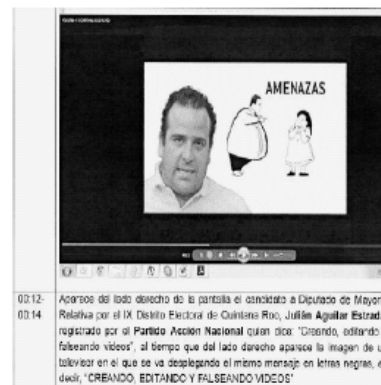 AMENAZAS
00:12-
00:14
Aparece del lado derecho de la pantalla el candidato a Diputado de Mayor
Relativa por el IX Distrito Electoral de Quintana Roo, Julián Aguilar Estrad
registrado por el Partido Acción Nacional quien dice: "Creando, editando
falseando videos", al tiempo que del lado derecho aparece la imagen de u
televisor en el que se va desplegando el mismo mensaje en letras negras, e
decir, "CREANDO, EDITANDO Y FALSEANDO VIDEOS"